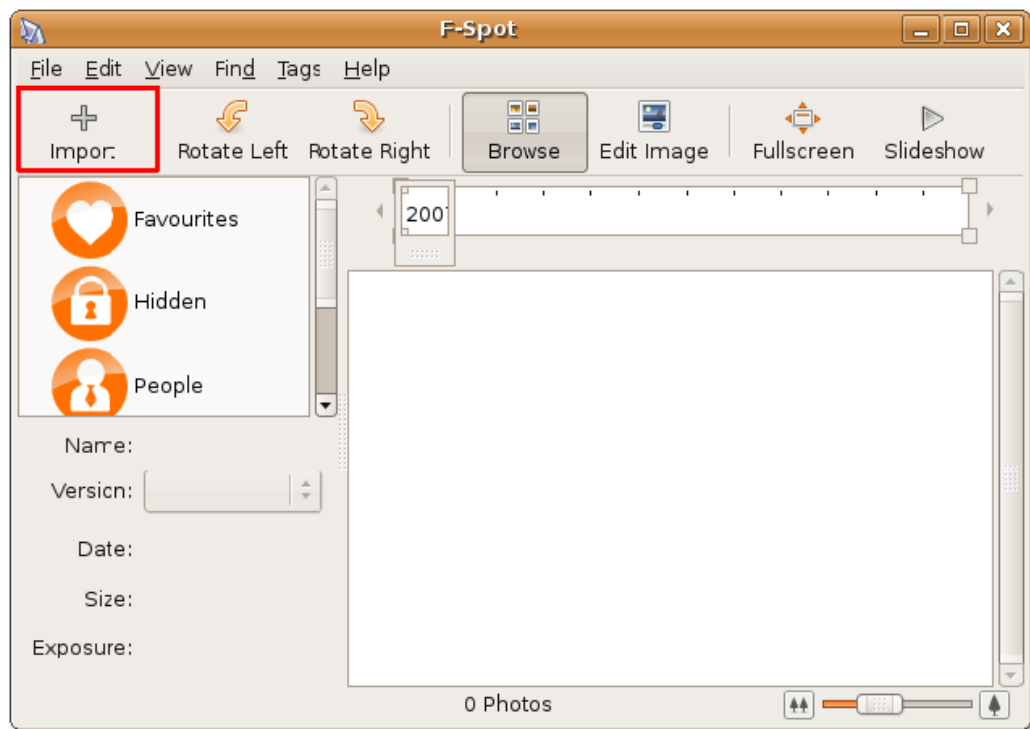 F-Spot
File Edit View Find Tags Help
Import Rotate Left Rotate Right Browse Edit Image Fullscreen Slideshow
2007
Favourites
Hidden
People
Name:
Version:
Date:
Size:
Exposure:
0 Photos